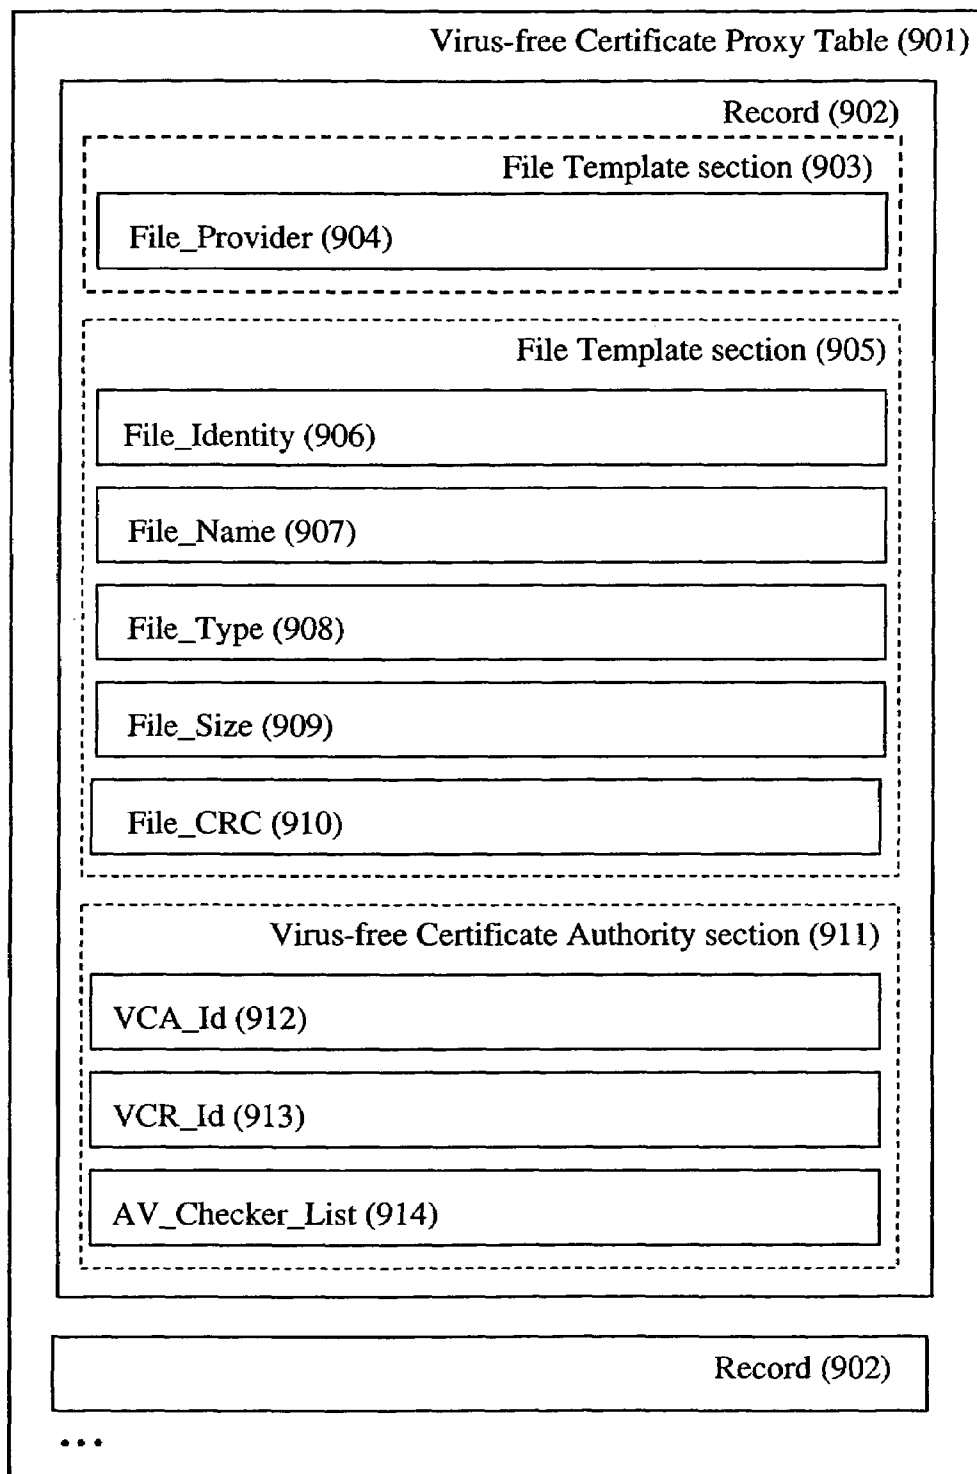 Virus-free Certificate Proxy Table (901)
Record (902)
File Template section (903)
File_Provider (904)
File Template section (905)
File_Identity (906)
File_Name (907)
File_Type (908)
File_Size (909)
File_CRC (910)
Virus-free Certificate Authority section (911)
VCA_Id (912)
VCR_Id (913)
AV_Checker_List (914)
Record (902)
...